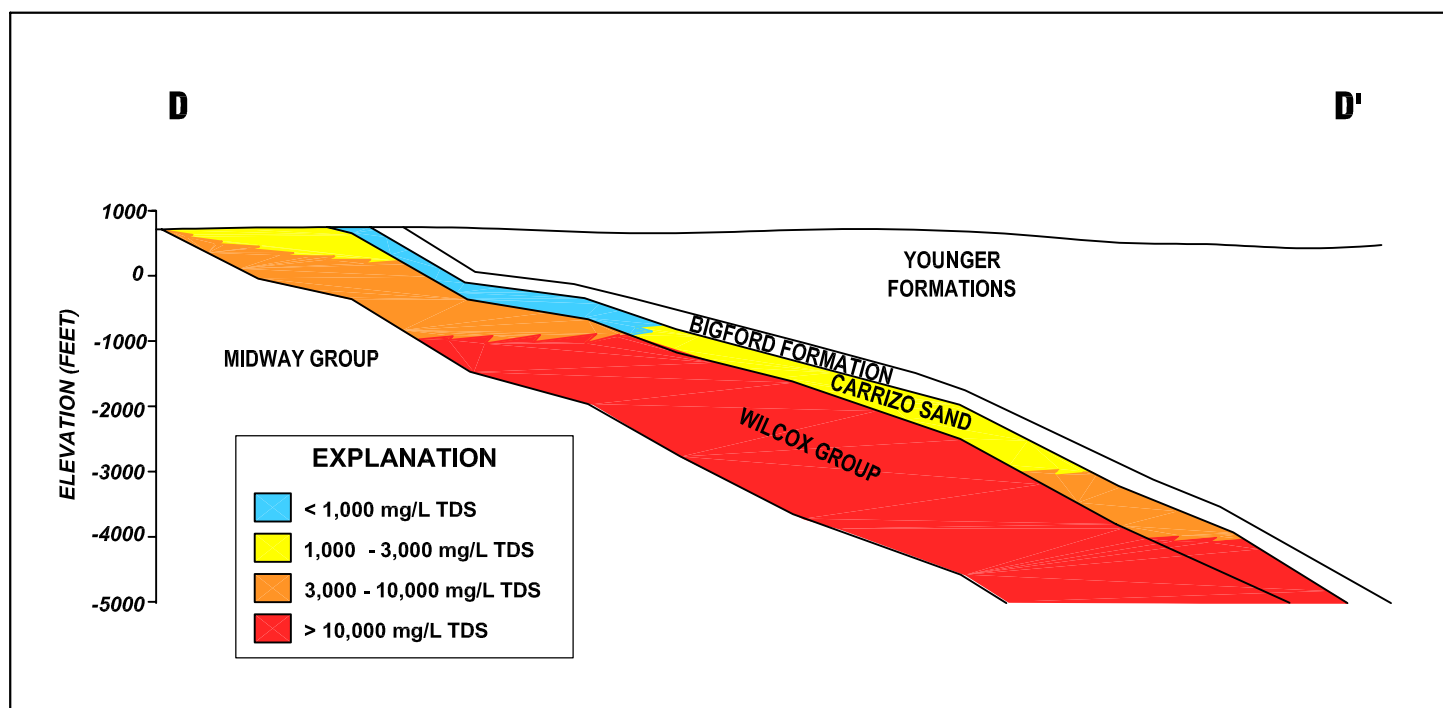 D
D'
1000
0
-1000
-2000
-3000
-4000
-5000
ELEVATION (FEET)
YOUNGER
FORMATIONS
BIGFORD FORMATION
CARRIZO SAND
WILCOX GROUP
MIDWAY GROUP
EXPLANATION
< 1,000 mg/L TDS
1,000 - 3,000 mg/L TDS
3,000 - 10,000 mg/L TDS
> 10,000 mg/L TDS